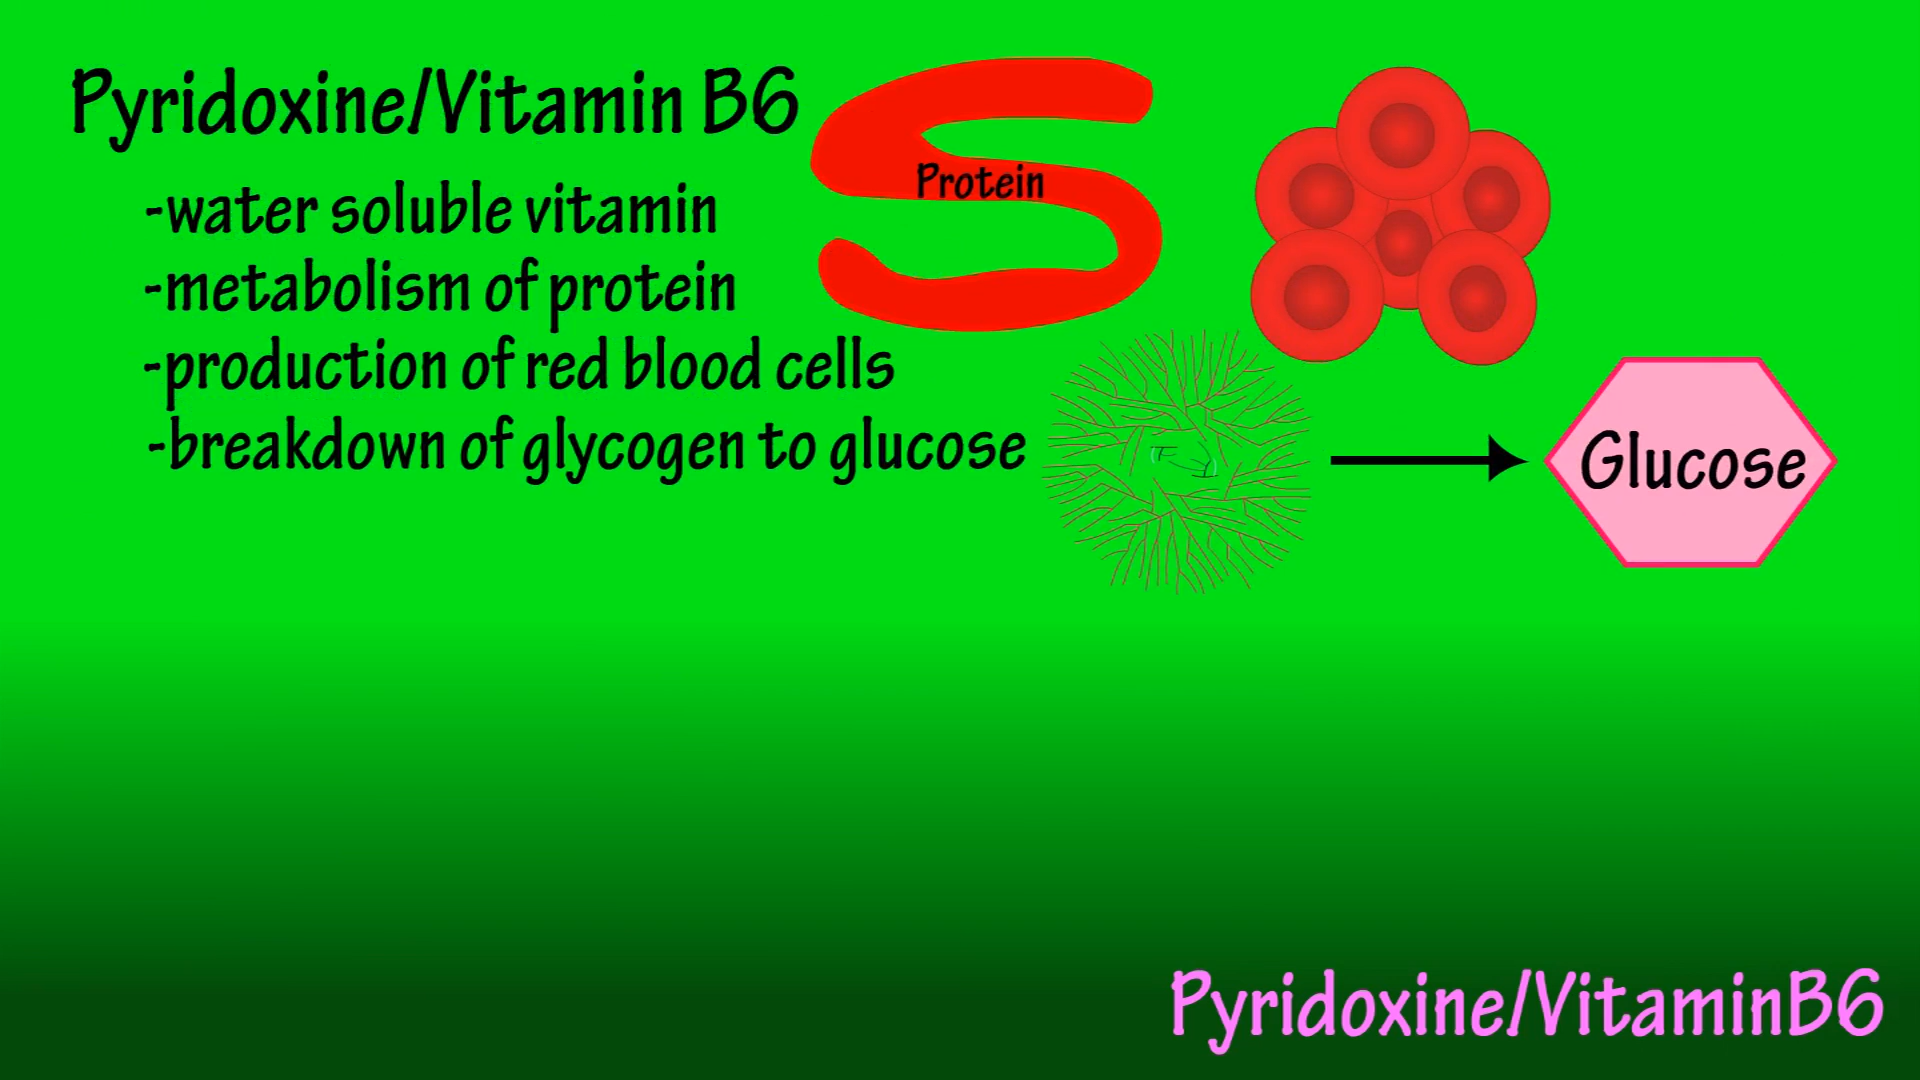 Pyridoxine/Vitamin B6
-water soluble vitamin
-metabolism of protein
-production of red blood cells
-breakdown of glycogen to glucose
Protein
Glucose
Pyridoxine/VitaminB6